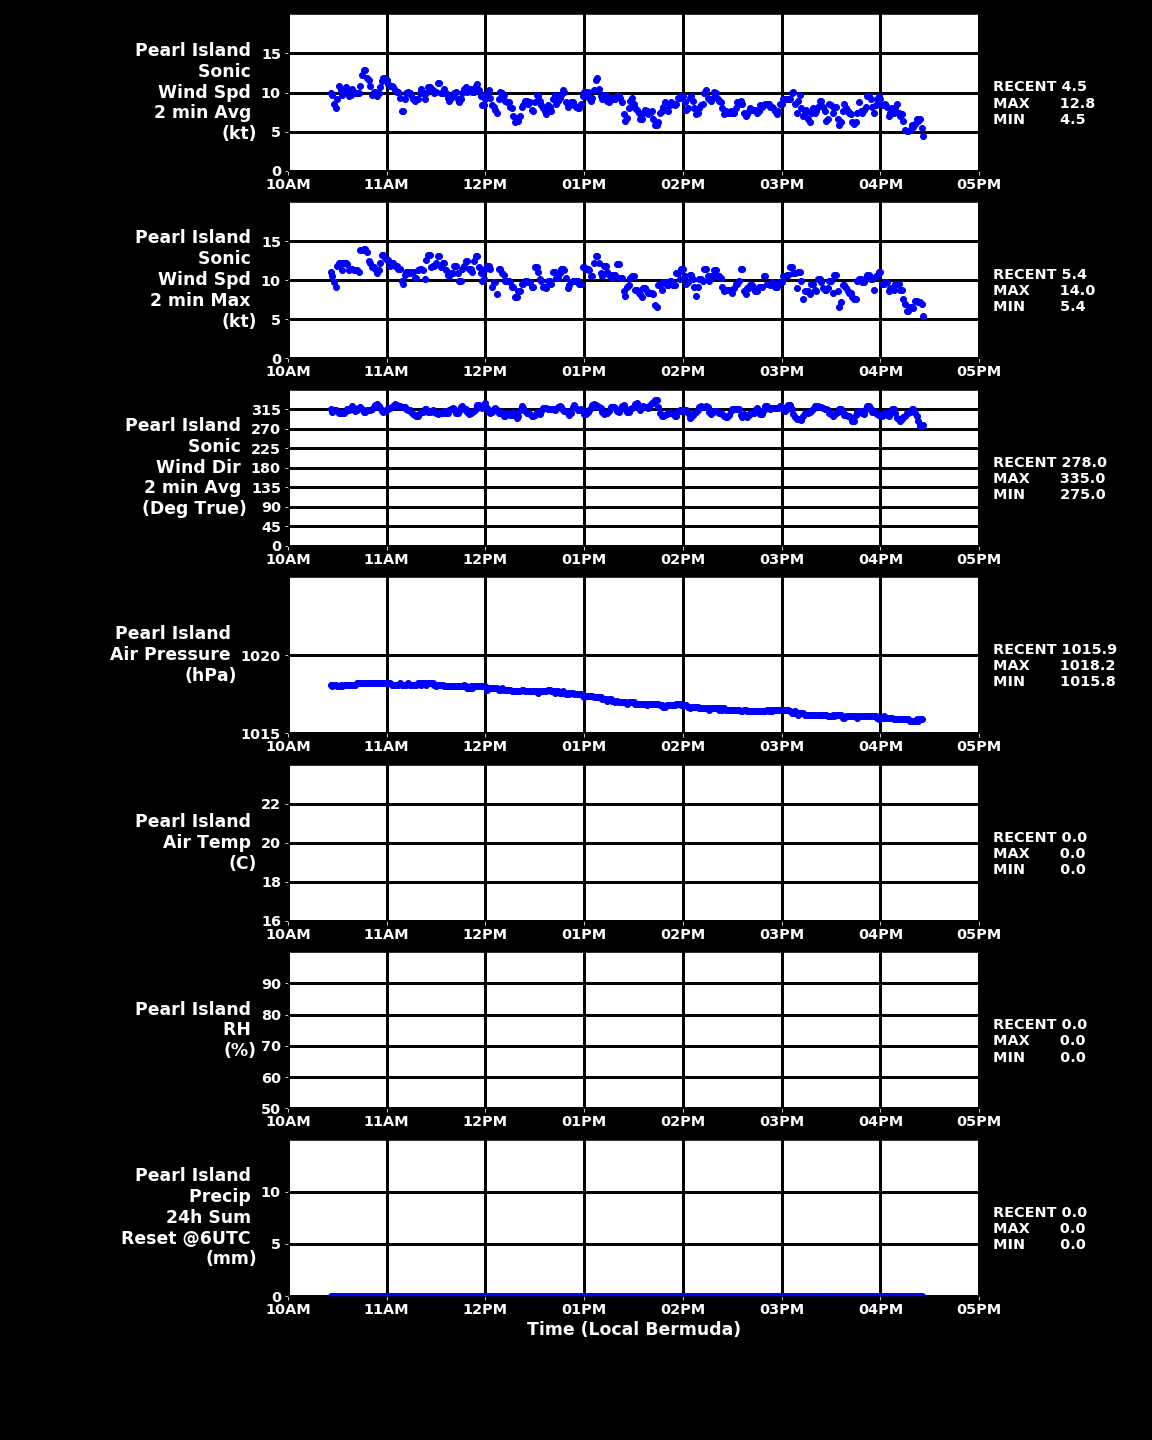 Pearl Island
Sonic
Wind Spd
2 min Avg
(kt)
15
10
5
0
10AM 11AM 12PM 01PM 02PM 03PM 04PM 05PM
RECENT 4.5
MAX 12.8
MIN 4.5
Pearl Island
Sonic
Wind Spd
2 min Max
(kt)
15
10
5
0
10AM 11AM 12PM 01PM 02PM 03PM 04PM 05PM
RECENT 5.4
MAX 14.0
MIN 5.4
Pearl Island
Sonic
Wind Dir
2 min Avg
(Deg True)
315
270
225
180
135
90
45
0
10AM 11AM 12PM 01PM 02PM 03PM 04PM 05PM
RECENT 278.0
MAX 335.0
MIN 275.0
Pearl Island
Air Pressure
(hPa)
1020
1015
10AM 11AM 12PM 01PM 02PM 03PM 04PM 05PM
RECENT 1015.9
MAX 1018.2
MIN 1015.8
Pearl Island
Air Temp
(C)
22
20
18
16
10AM 11AM 12PM 01PM 02PM 03PM 04PM 05PM
RECENT 0.0
MAX 0.0
MIN 0.0
Pearl Island
RH
(%)
90
80
70
60
50
10AM 11AM 12PM 01PM 02PM 03PM 04PM 05PM
RECENT 0.0
MAX 0.0
MIN 0.0
Pearl Island
Precip
24h Sum
Reset @6UTC
(mm)
10
5
0
10AM 11AM 12PM 01PM 02PM 03PM 04PM 05PM
RECENT 0.0
MAX 0.0
MIN 0.0
Time (Local Bermuda)